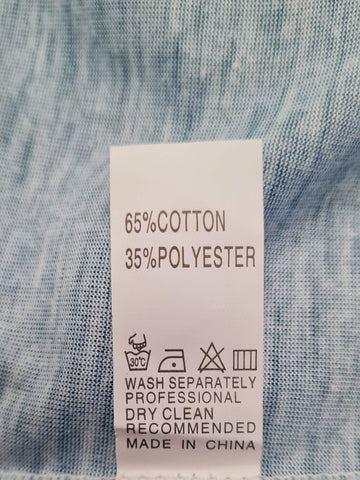 65%COTTON
35%POLYESTER
30°C
WASH SEPARATELY
PROFESSIONAL
DRY CLEAN
RECOMMENDED
MADE IN CHINA